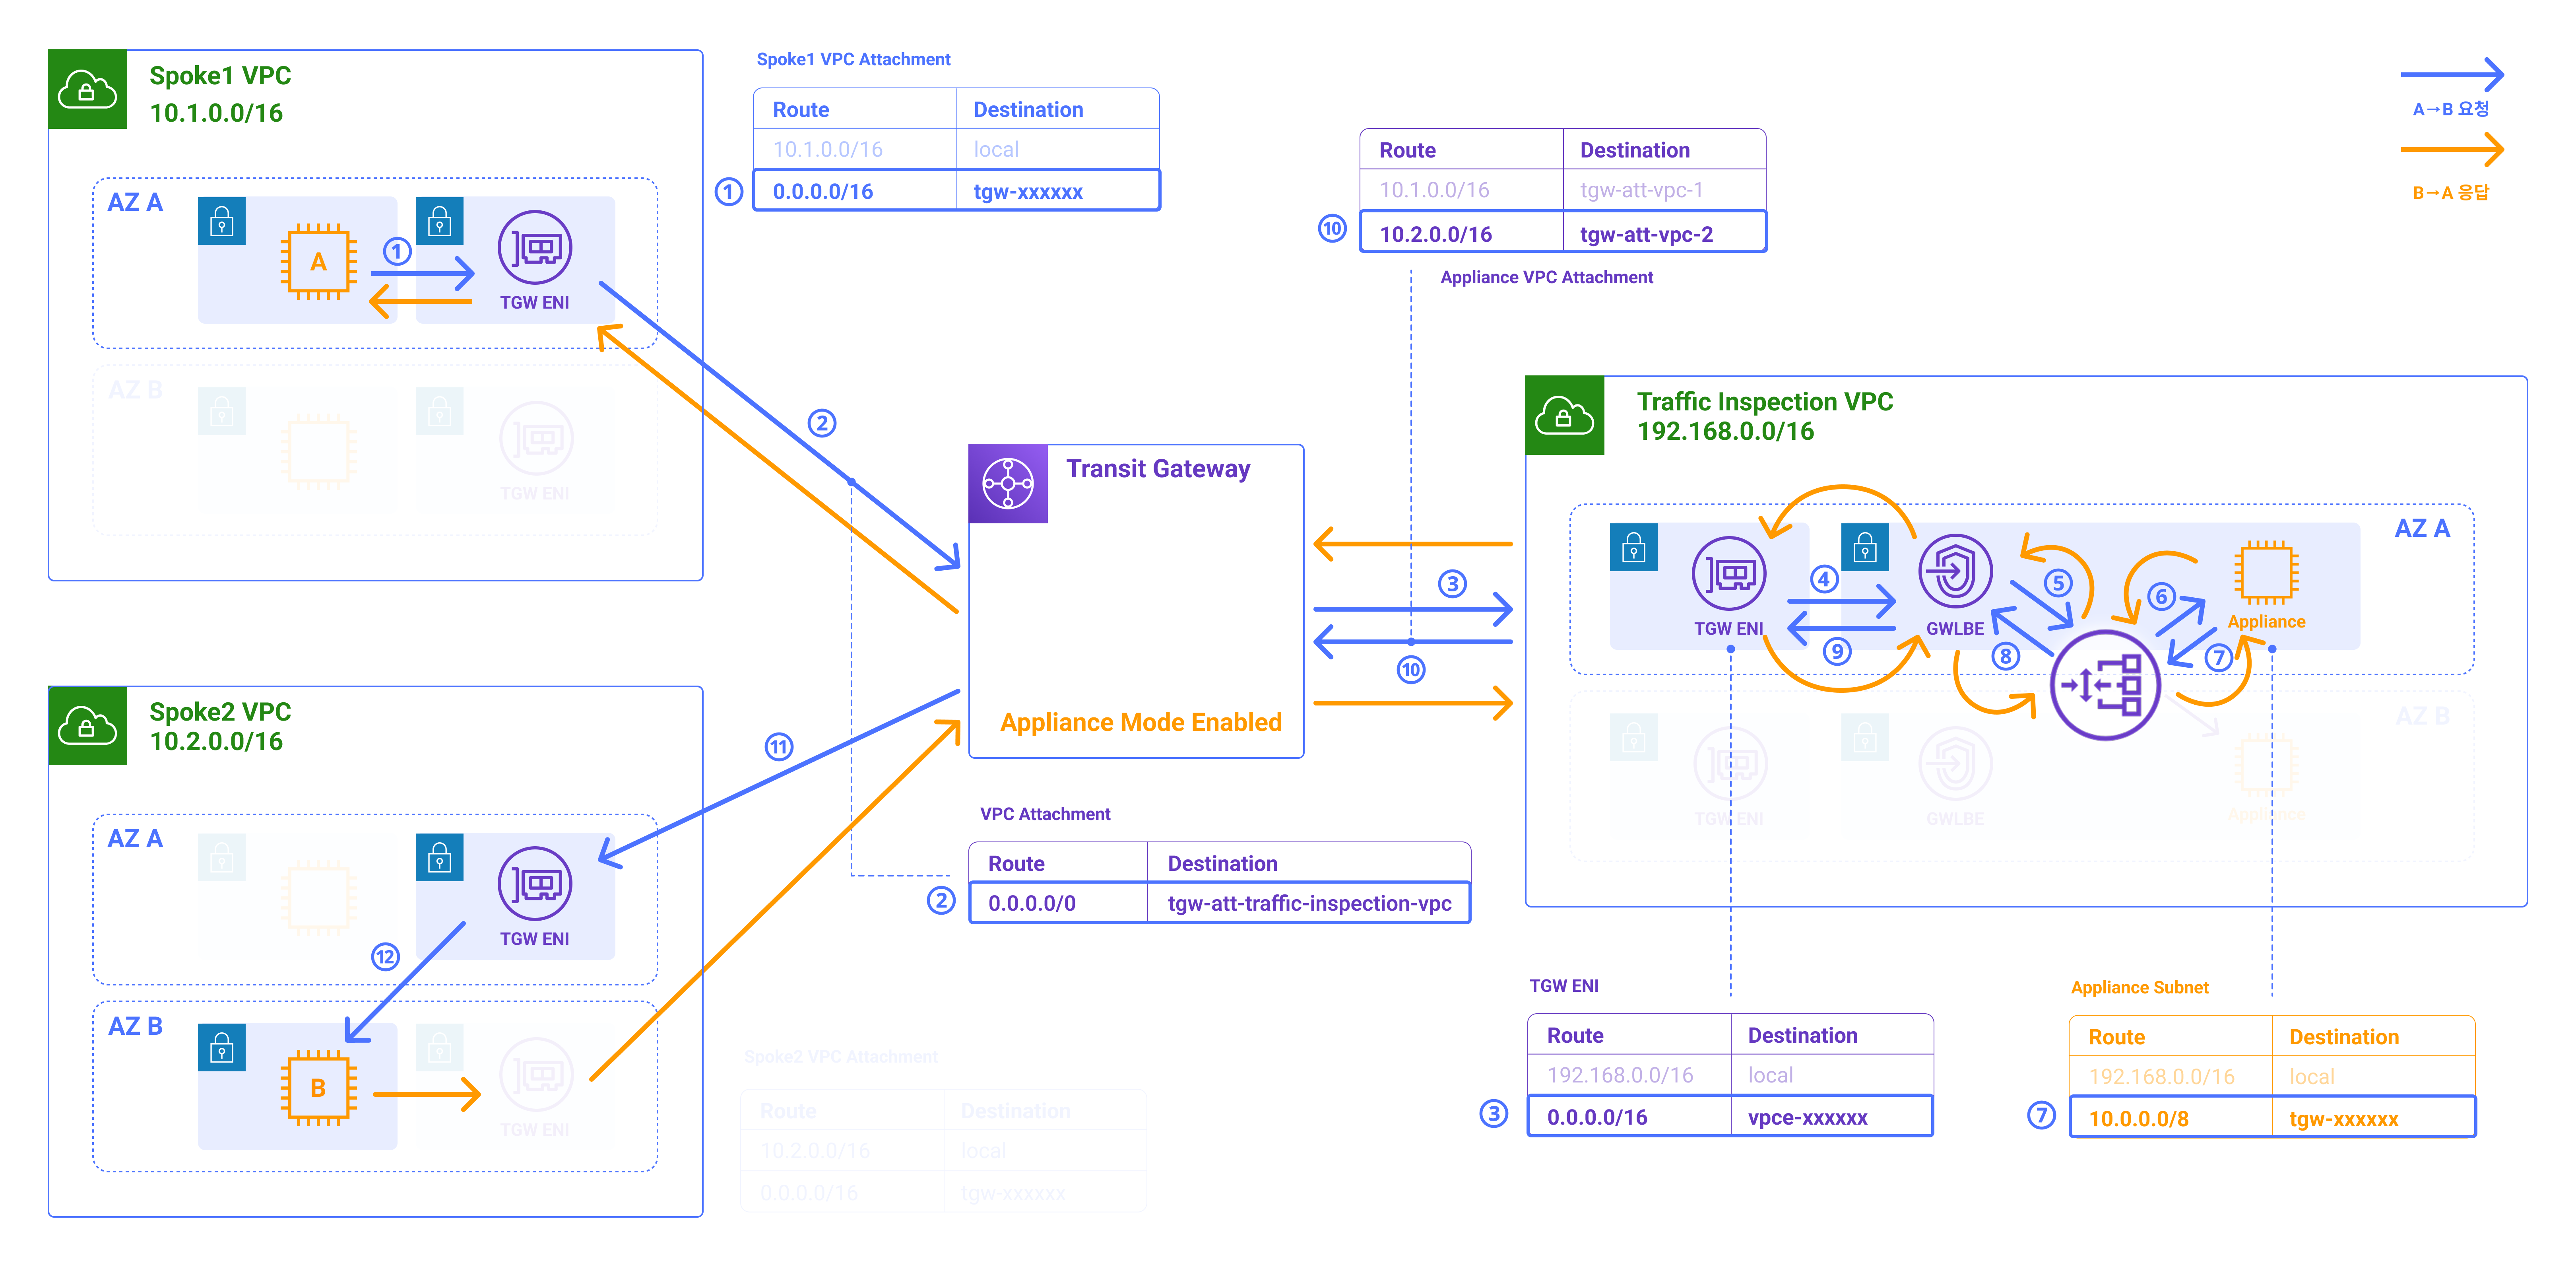 Spoke1 VPC
10.1.0.0/16
AZ A
A
①
TGW ENI
AZ B
TGW ENI
Spoke1 VPC Attachment
Route Destination
10.1.0.0/16 local
① 0.0.0.0/16 tgw-xxxxxx
Route Destination
10.1.0.0/16 tgw-att-vpc-1
⑩ 10.2.0.0/16 tgw-att-vpc-2
Appliance VPC Attachment
A→B 요청
B→A 응답
②
Transit Gateway
Appliance Mode Enabled
③
⑩
⑪
Traffic Inspection VPC
192.168.0.0/16
AZ A
TGW ENI
④
⑨
GWLBE
⑤
⑧
⑥
⑦
Appliance
AZ B
TGW ENI
GWLBE
Appliance
Spoke2 VPC
10.2.0.0/16
AZ A
TGW ENI
⑫
AZ B
B
TGW ENI
VPC Attachment
Route Destination
② 0.0.0.0/0 tgw-att-traffic-inspection-vpc
Spoke2 VPC Attachment
Route Destination
10.2.0.0/16 local
0.0.0.0/16 tgw-xxxxxx
TGW ENI
Route Destination
192.168.0.0/16 local
③ 0.0.0.0/16 vpce-xxxxxx
Appliance Subnet
Route Destination
192.168.0.0/16 local
⑦ 10.0.0.0/8 tgw-xxxxxx